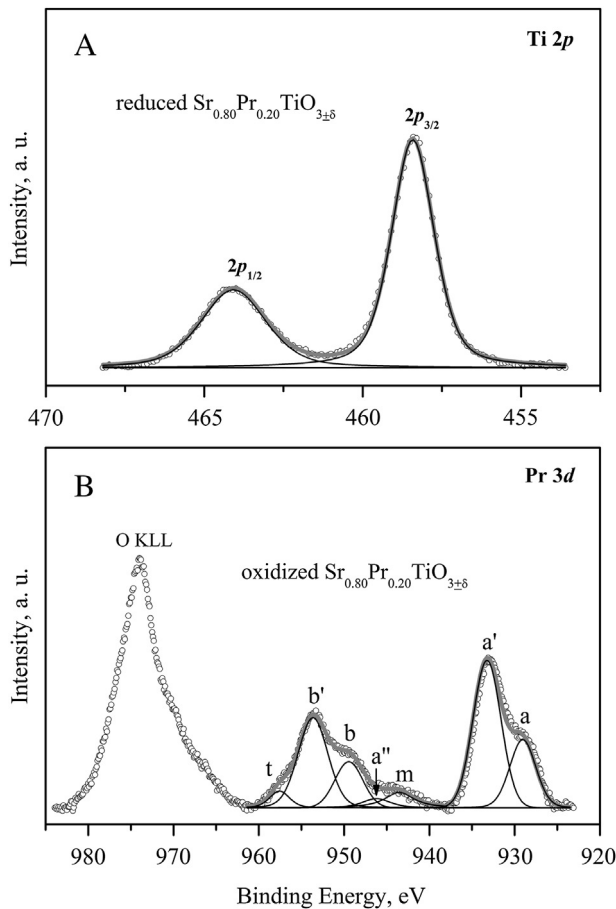 A
Ti 2p
reduced Sr0.80Pr0.20TiO3±δ
2p3/2
2p1/2
Intensity, a. u.
470 465 460 455
B
Pr 3d
O KLL
oxidized Sr0.80Pr0.20TiO3±δ
a'
b'
a
b
a''
t
m
Intensity, a. u.
980 970 960 950 940 930 920
Binding Energy, eV